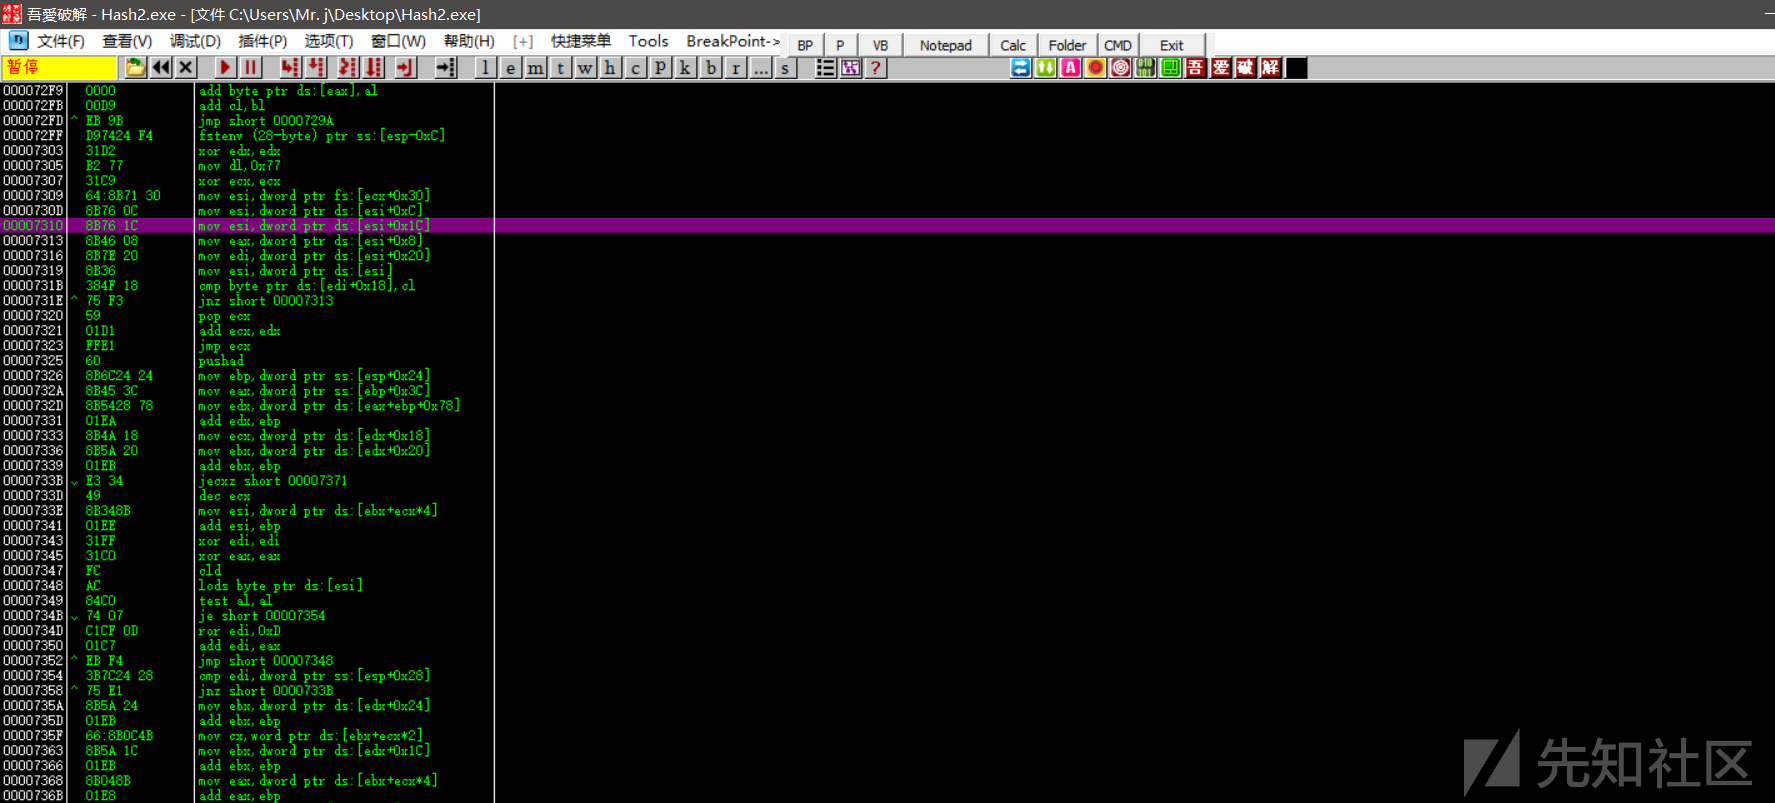 吾愛破解 - Hash2.exe - [文件 C:\Users\Mr. j\Desktop\Hash2.exe]
文件(F) 查看(V) 调试(D) 插件(P) 选项(T) 窗口(W) 帮助(H) [+] 快捷菜单 Tools BreakPoint-> BP P VB Notepad Calc Folder CMD Exit
暂停 l e m t w h c p k b r ... s ? A 吾 爱 破 解
000072F9 0000 add byte ptr ds:[eax],al
000072FB 00D9 add cl,bl
000072FD ^ EB 9B jmp short 0000729A
000072FF D97424 F4 fstenv (28-byte) ptr ss:[esp-0xC]
00007303 31D2 xor edx,edx
00007305 B2 77 mov dl,0x77
00007307 31C9 xor ecx,ecx
00007309 64:8B71 30 mov esi,dword ptr fs:[ecx+0x30]
0000730D 8B76 0C mov esi,dword ptr ds:[esi+0xC]
00007310 8B76 1C mov esi,dword ptr ds:[esi+0x1C]
00007313 8B46 08 mov eax,dword ptr ds:[esi+0x8]
00007316 8B7E 20 mov edi,dword ptr ds:[esi+0x20]
00007319 8B36 mov esi,dword ptr ds:[esi]
0000731B 384F 18 cmp byte ptr ds:[edi+0x18],cl
0000731E ^ 75 F3 jnz short 00007313
00007320 59 pop ecx
00007321 01D1 add ecx,edx
00007323 FFE1 jmp ecx
00007325 60 pushad
00007326 8B6C24 24 mov ebp,dword ptr ss:[esp+0x24]
0000732A 8B45 3C mov eax,dword ptr ss:[ebp+0x3C]
0000732D 8B5428 78 mov edx,dword ptr ds:[eax+ebp+0x78]
00007331 01EA add edx,ebp
00007333 8B4A 18 mov ecx,dword ptr ds:[edx+0x18]
00007336 8B5A 20 mov ebx,dword ptr ds:[edx+0x20]
00007339 01EB add ebx,ebp
0000733B E3 34 jecxz short 00007371
0000733D 49 dec ecx
0000733E 8B348B mov esi,dword ptr ds:[ebx+ecx*4]
00007341 01EE add esi,ebp
00007343 31FF xor edi,edi
00007345 31C0 xor eax,eax
00007347 FC cld
00007348 AC lods byte ptr ds:[esi]
00007349 84C0 test al,al
0000734B 74 07 je short 00007354
0000734D C1CF 0D ror edi,0xD
00007350 01C7 add edi,eax
00007352 ^ EB F4 jmp short 00007348
00007354 3B7C24 28 cmp edi,dword ptr ss:[esp+0x28]
00007358 ^ 75 E1 jnz short 0000733B
0000735A 8B5A 24 mov ebx,dword ptr ds:[edx+0x24]
0000735D 01EB add ebx,ebp
0000735F 66:8B0C4B mov cx,word ptr ds:[ebx+ecx*2]
00007363 8B5A 1C mov ebx,dword ptr ds:[edx+0x1C]
00007366 01EB add ebx,ebp
00007368 8B048B mov eax,dword ptr ds:[ebx+ecx*4]
0000736B 01E8 add eax,ebp
先知社区